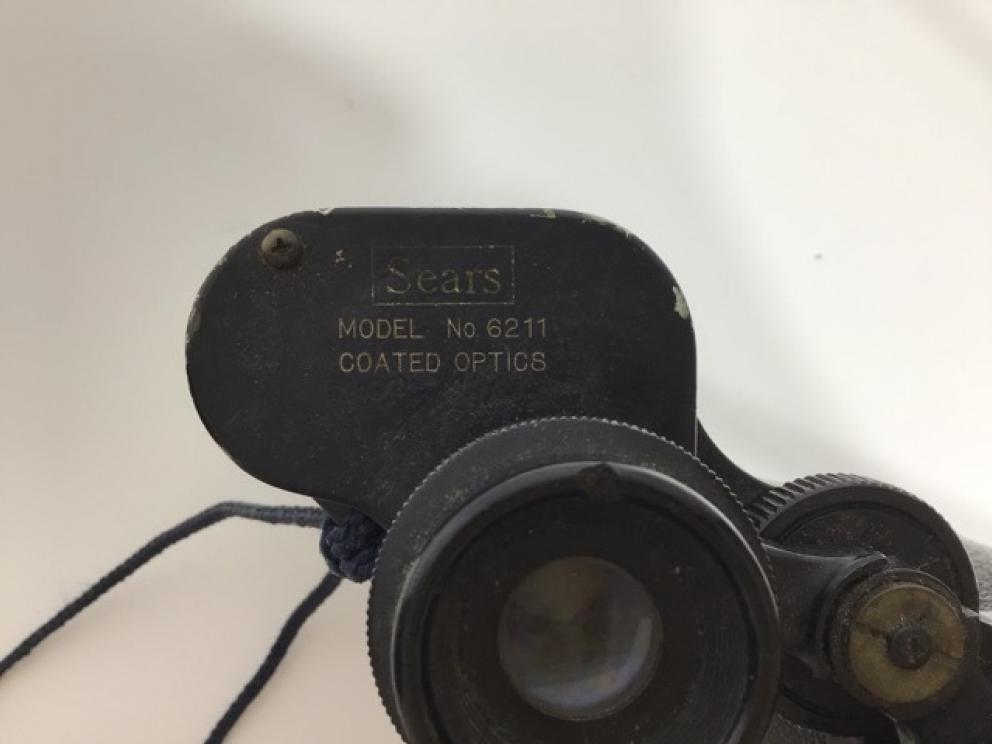 Sears
MODEL No. 6211
COATED OPTICS